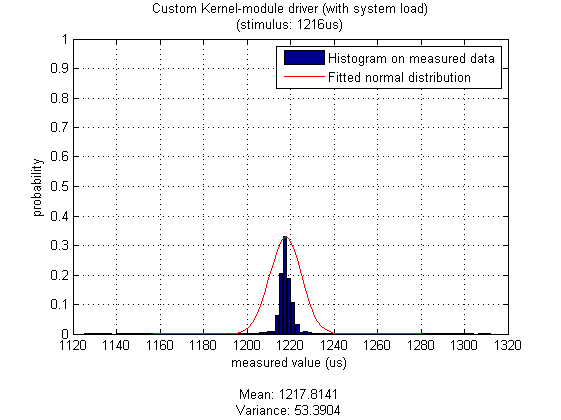 Custom Kernel-module driver (with system load)
(stimulus: 1216us)
Histogram on measured data
Fitted normal distribution
1
0.9
0.8
0.7
0.6
0.5
0.4
0.3
0.2
0.1
0
probability
1120 1140 1160 1180 1200 1220 1240 1260 1280 1300 1320
measured value (us)
Mean: 1217.8141
Variance: 53.3904